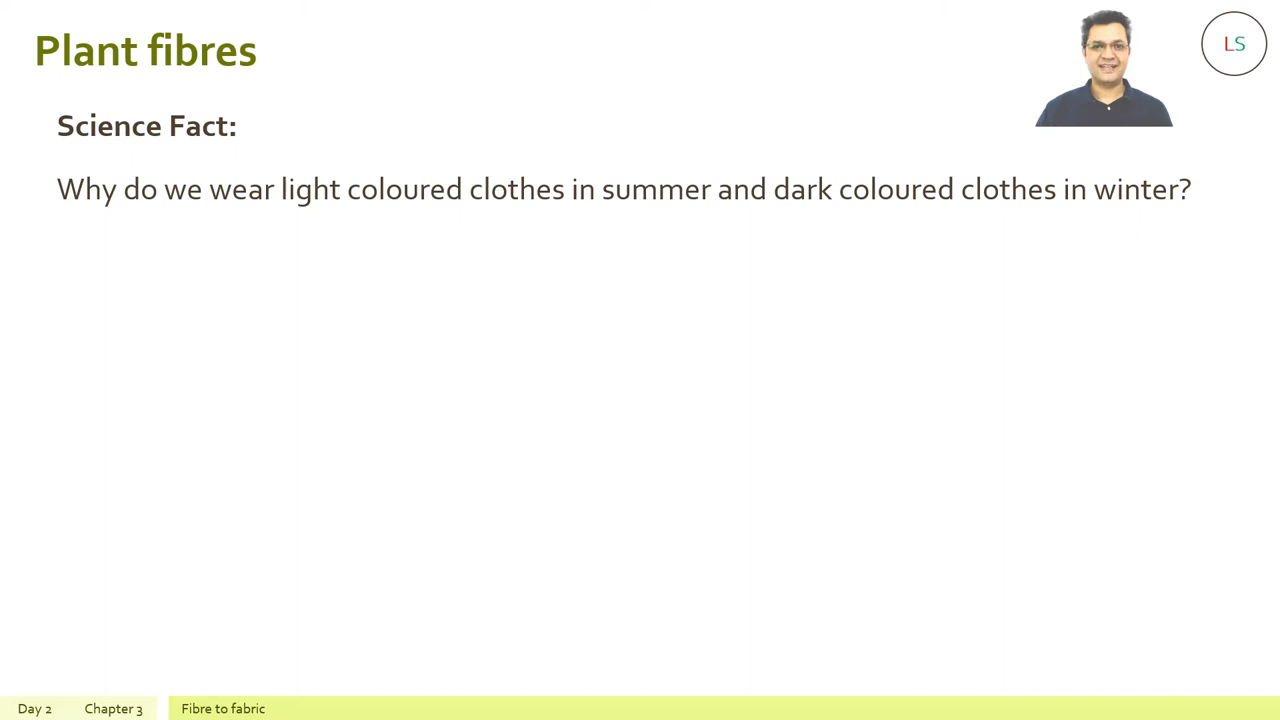 Plant fibres
LS
Science Fact:
Why do we wear light coloured clothes in summer and dark coloured clothes in winter?
Day 2 Chapter 3 Fibre to fabric